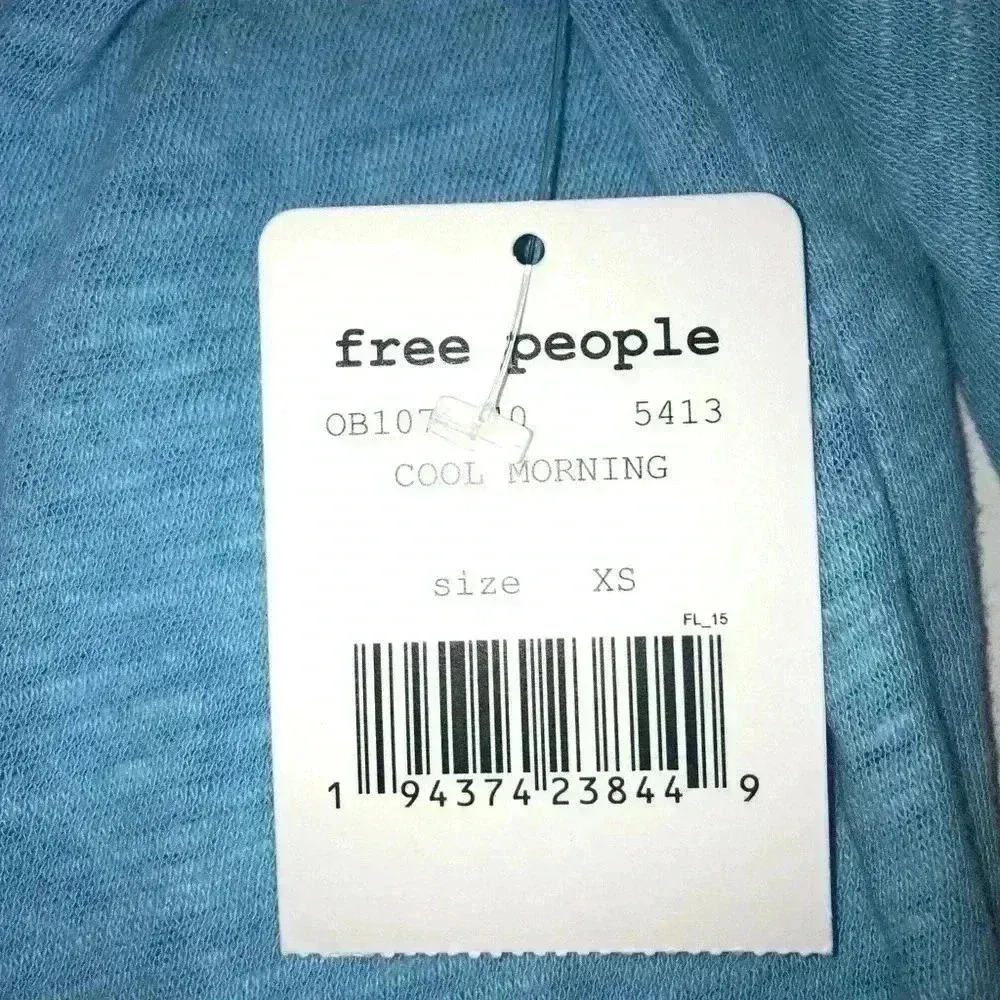 free people
5413
COOL MORNING
size XS
FL_15
1 94374 23844 9